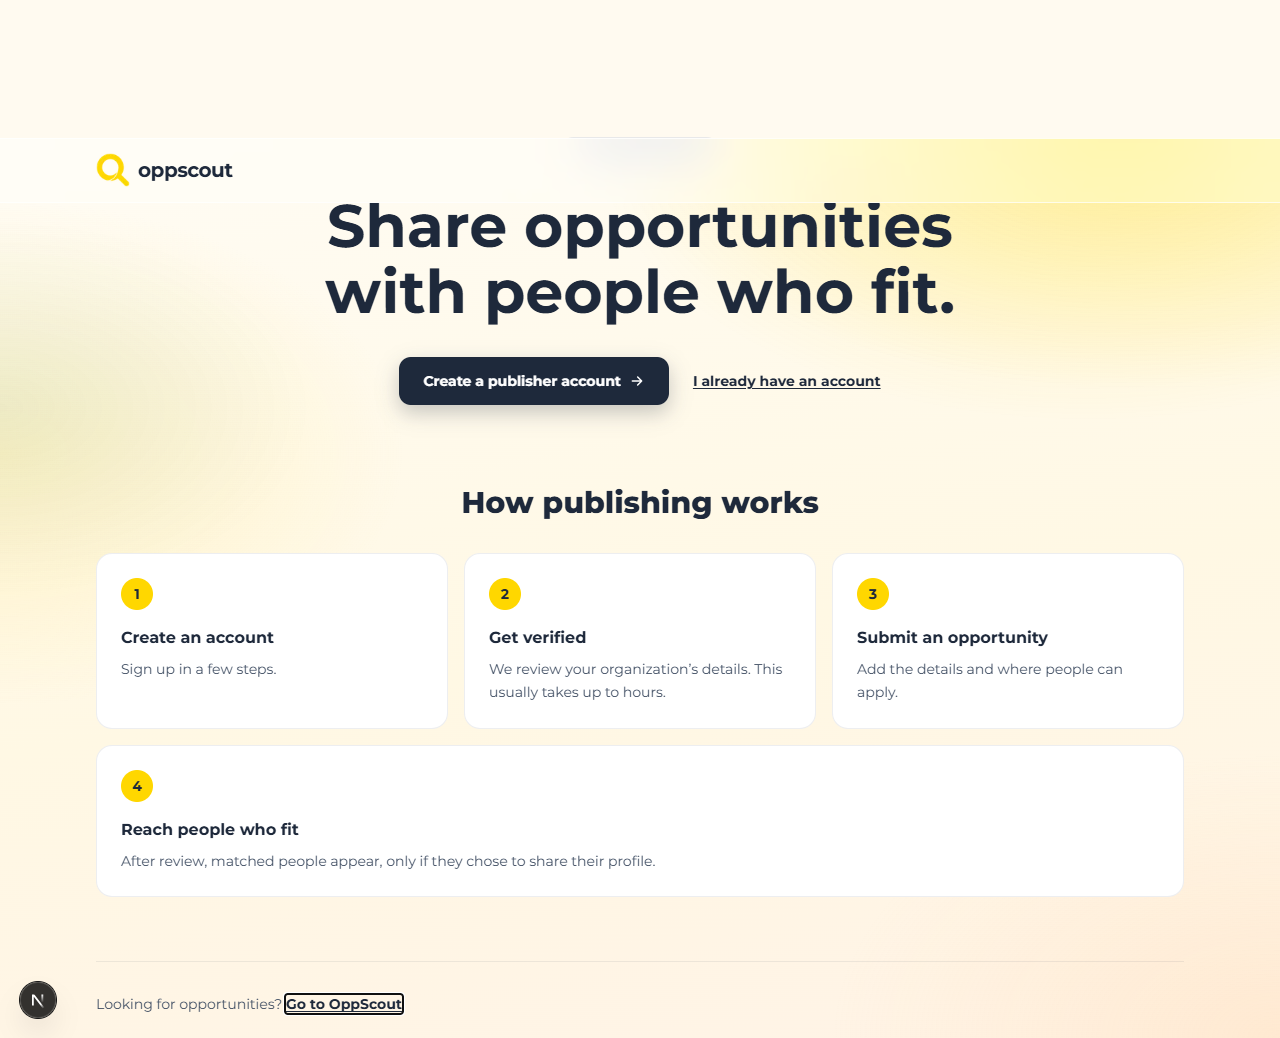 oppscout
Share opportunities
with people who fit.
Create a publisher account →
I already have an account
How publishing works
1
Create an account
Sign up in a few steps.
2
Get verified
We review your organization’s details. This
usually takes up to hours.
3
Submit an opportunity
Add the details and where people can
apply.
4
Reach people who fit
After review, matched people appear, only if they chose to share their profile.
Looking for opportunities? Go to OppScout
N